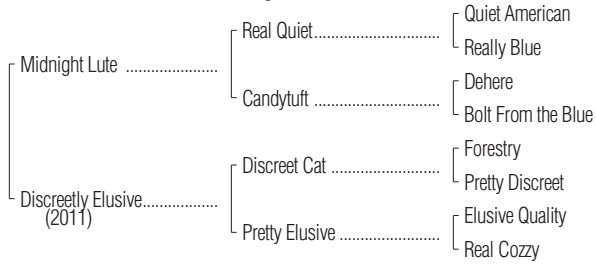 Quiet American
Real Quiet
Really Blue
Midnight Lute
Dehere
Candytuft
Bolt From the Blue
Forestry
Discreet Cat
Pretty Discreet
Discreetly Elusive
(2011)
Elusive Quality
Pretty Elusive
Real Cozzy